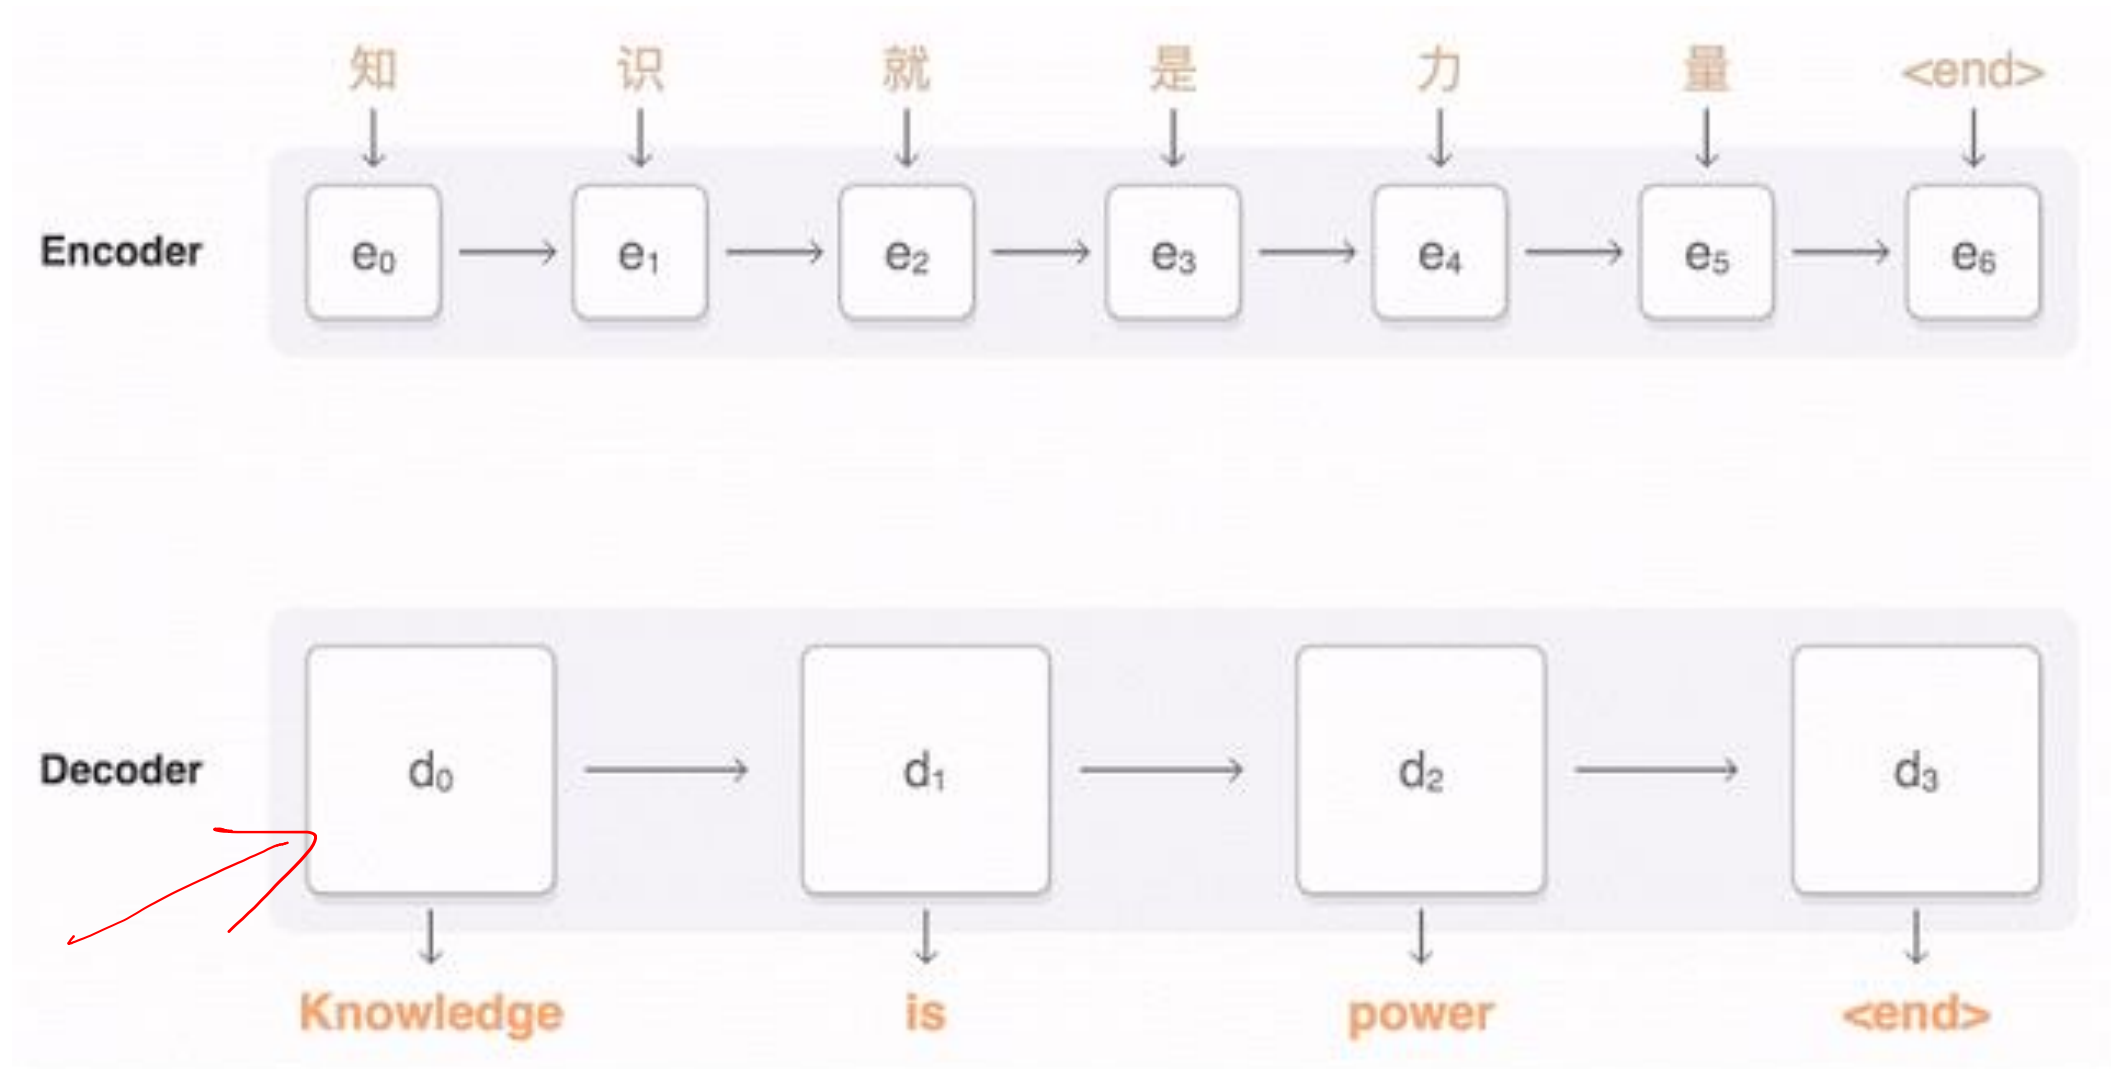 知 识 就 是 力 量 <end>
Encoder e₀ e₁ e₂ e₃ e₄ e₅ e₆
Decoder d₀ d₁ d₂ d₃
Knowledge is power <end>